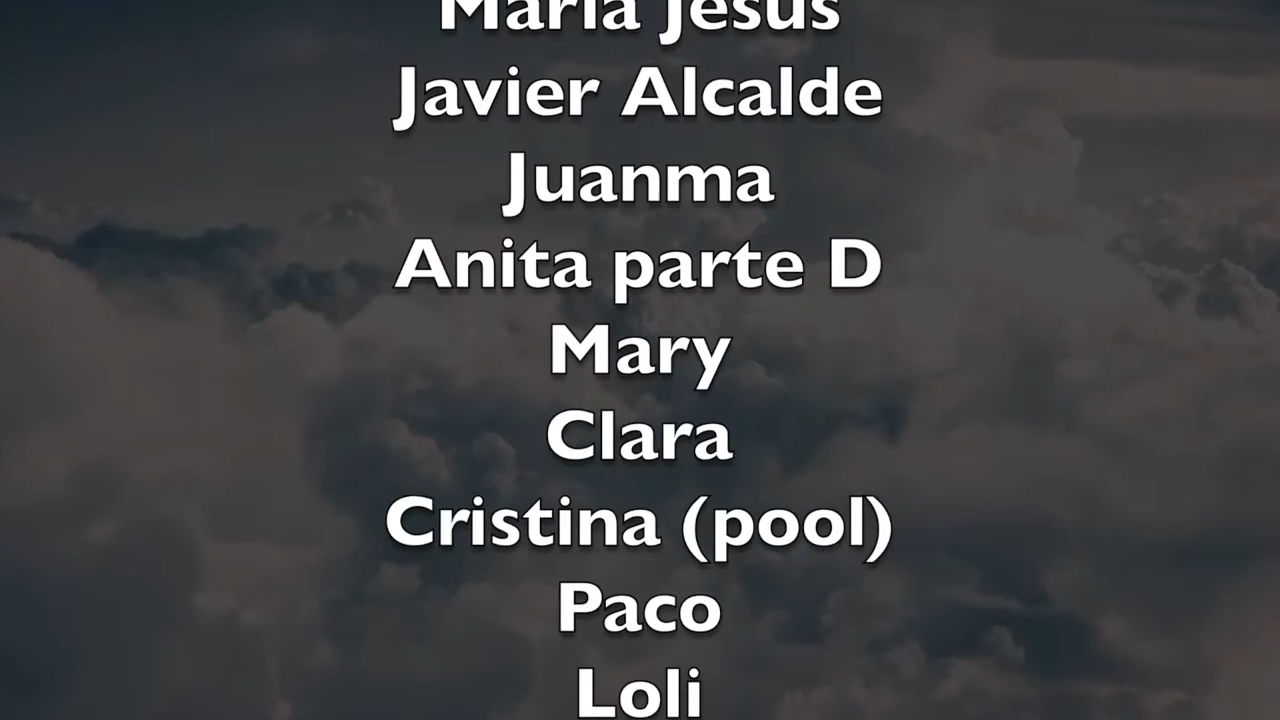 Maria Jesus
Javier Alcalde
Juanma
Anita parte D
Mary
Clara
Cristina (pool)
Paco
Loli